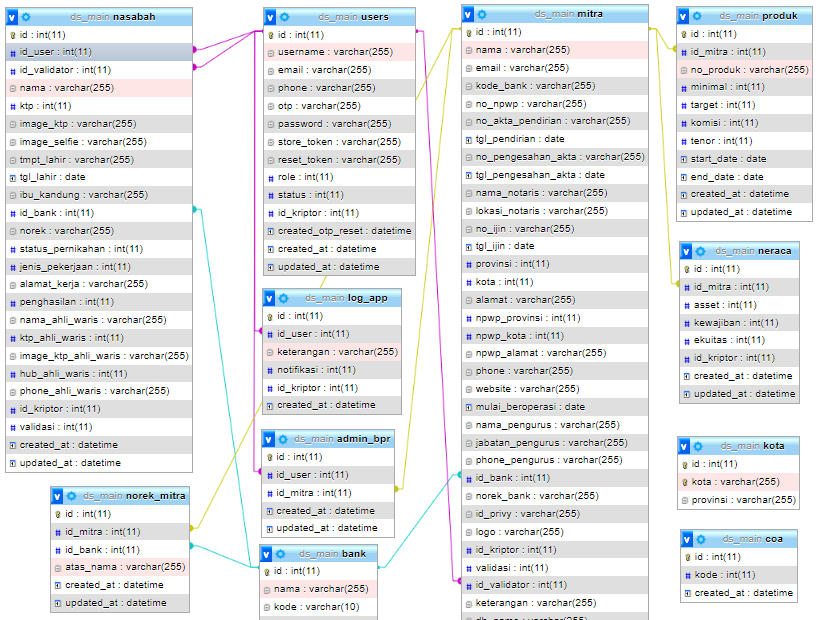 ds_main nasabah
id : int(11)
id_user : int(11)
id_validator : int(11)
nama : varchar(255)
ktp : int(11)
image_ktp : varchar(255)
image_selfie : varchar(255)
tmpt_lahir : varchar(255)
tgl_lahir : date
ibu_kandung : varchar(255)
id_bank : int(11)
norek : varchar(255)
status_pernikahan : int(11)
jenis_pekerjaan : int(11)
alamat_kerja : varchar(255)
penghasilan : int(11)
nama_ahli_waris : varchar(255)
ktp_ahli_waris : int(11)
image_ktp_ahli_waris : varchar(255)
hub_ahli_waris : int(11)
phone_ahli_waris : varchar(255)
id_kriptor : int(11)
validasi : int(11)
created_at : datetime
updated_at : datetime
ds_main norek_mitra
id : int(11)
id_mitra : int(11)
id_bank : int(11)
atas_nama : varchar(255)
created_at : datetime
updated_at : datetime
ds_main users
id : int(11)
username : varchar(255)
email : varchar(255)
phone : varchar(255)
otp : varchar(255)
password : varchar(255)
store_token : varchar(255)
reset_token : varchar(255)
role : int(11)
status : int(11)
id_kriptor : int(11)
created_otp_reset : datetime
created_at : datetime
updated_at : datetime
ds_main log_app
id : int(11)
id_user : int(11)
keterangan : varchar(255)
notifikasi : int(11)
id_kriptor : int(11)
created_at : datetime
ds_main admin_bpr
id : int(11)
id_user : int(11)
id_mitra : int(11)
created_at : datetime
updated_at : datetime
ds_main bank
id : int(11)
nama : varchar(255)
kode : varchar(10)
ds_main mitra
id : int(11)
nama : varchar(255)
email : varchar(255)
kode_bank : varchar(255)
no_npwp : varchar(255)
no_akta_pendirian : varchar(255)
tgl_pendirian : date
no_pengesahan_akta : varchar(255)
tgl_pengesahan_akta : date
nama_notaris : varchar(255)
lokasi_notaris : varchar(255)
no_ijin : varchar(255)
tgl_ijin : date
provinsi : int(11)
kota : int(11)
alamat : varchar(255)
npwp_provinsi : int(11)
npwp_kota : int(11)
npwp_alamat : varchar(255)
phone : varchar(255)
website : varchar(255)
mulai_beroperasi : date
nama_pengurus : varchar(255)
jabatan_pengurus : varchar(255)
phone_pengurus : varchar(255)
id_bank : int(11)
norek_bank : varchar(255)
id_privy : varchar(255)
logo : varchar(255)
id_kriptor : int(11)
validasi : int(11)
id_validator : int(11)
keterangan : varchar(255)
ds_main produk
id : int(11)
id_mitra : int(11)
no_produk : varchar(255)
minimal : int(11)
target : int(11)
komisi : int(11)
tenor : int(11)
start_date : date
end_date : date
created_at : datetime
updated_at : datetime
ds_main neraca
id : int(11)
id_mitra : int(11)
asset : int(11)
kewajiban : int(11)
ekuitas : int(11)
id_kriptor : int(11)
created_at : datetime
updated_at : datetime
ds_main kota
id : int(11)
kota : varchar(255)
provinsi : varchar(255)
ds_main coa
id : int(11)
kode : int(11)
created_at : datetime